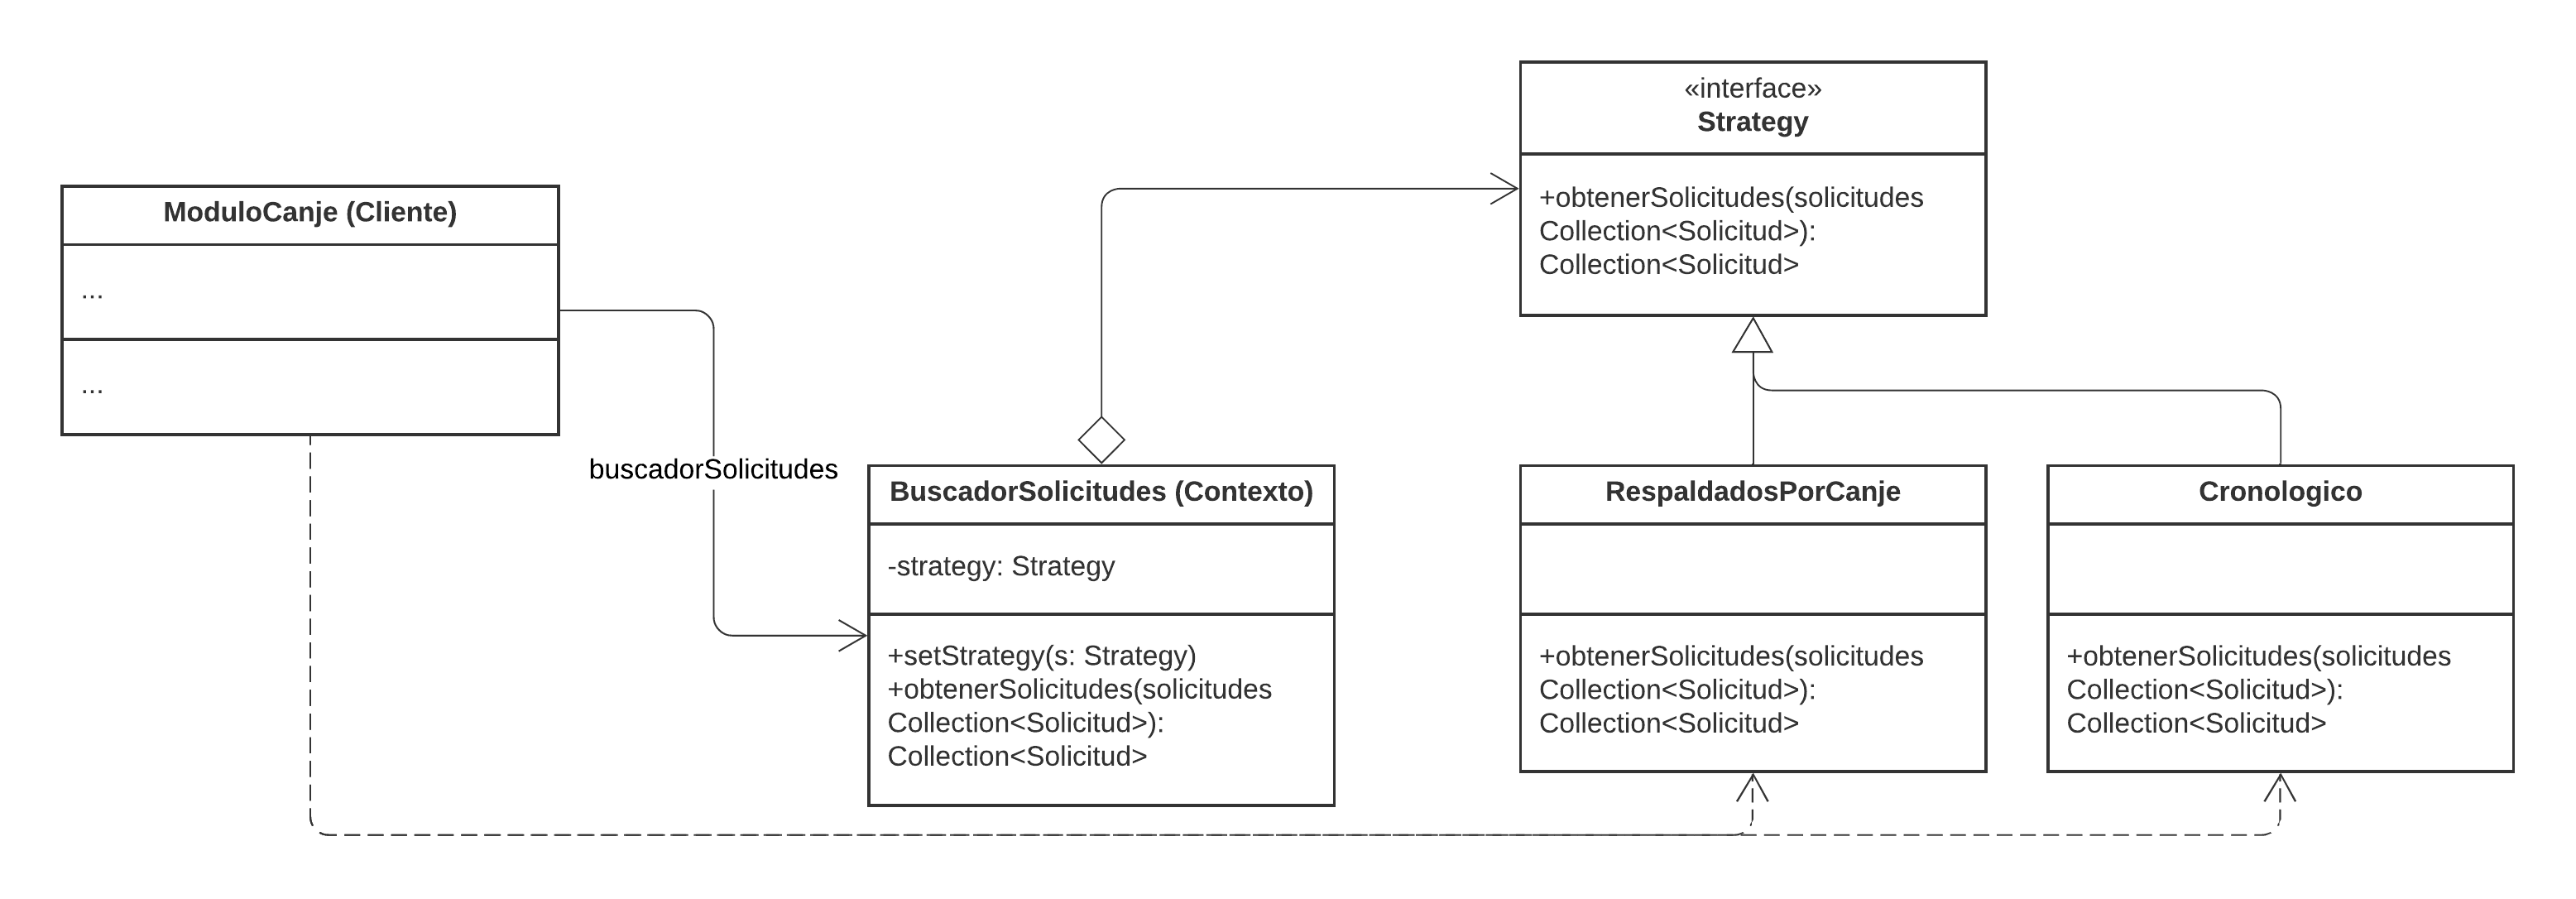 «interface»
Strategy
+obtenerSolicitudes(solicitudes
Collection<Solicitud>):
Collection<Solicitud>
ModuloCanje (Cliente)
...
...
buscadorSolicitudes
BuscadorSolicitudes (Contexto)
-strategy: Strategy
+setStrategy(s: Strategy)
+obtenerSolicitudes(solicitudes
Collection<Solicitud>):
Collection<Solicitud>
RespaldadosPorCanje
+obtenerSolicitudes(solicitudes
Collection<Solicitud>):
Collection<Solicitud>
Cronologico
+obtenerSolicitudes(solicitudes
Collection<Solicitud>):
Collection<Solicitud>